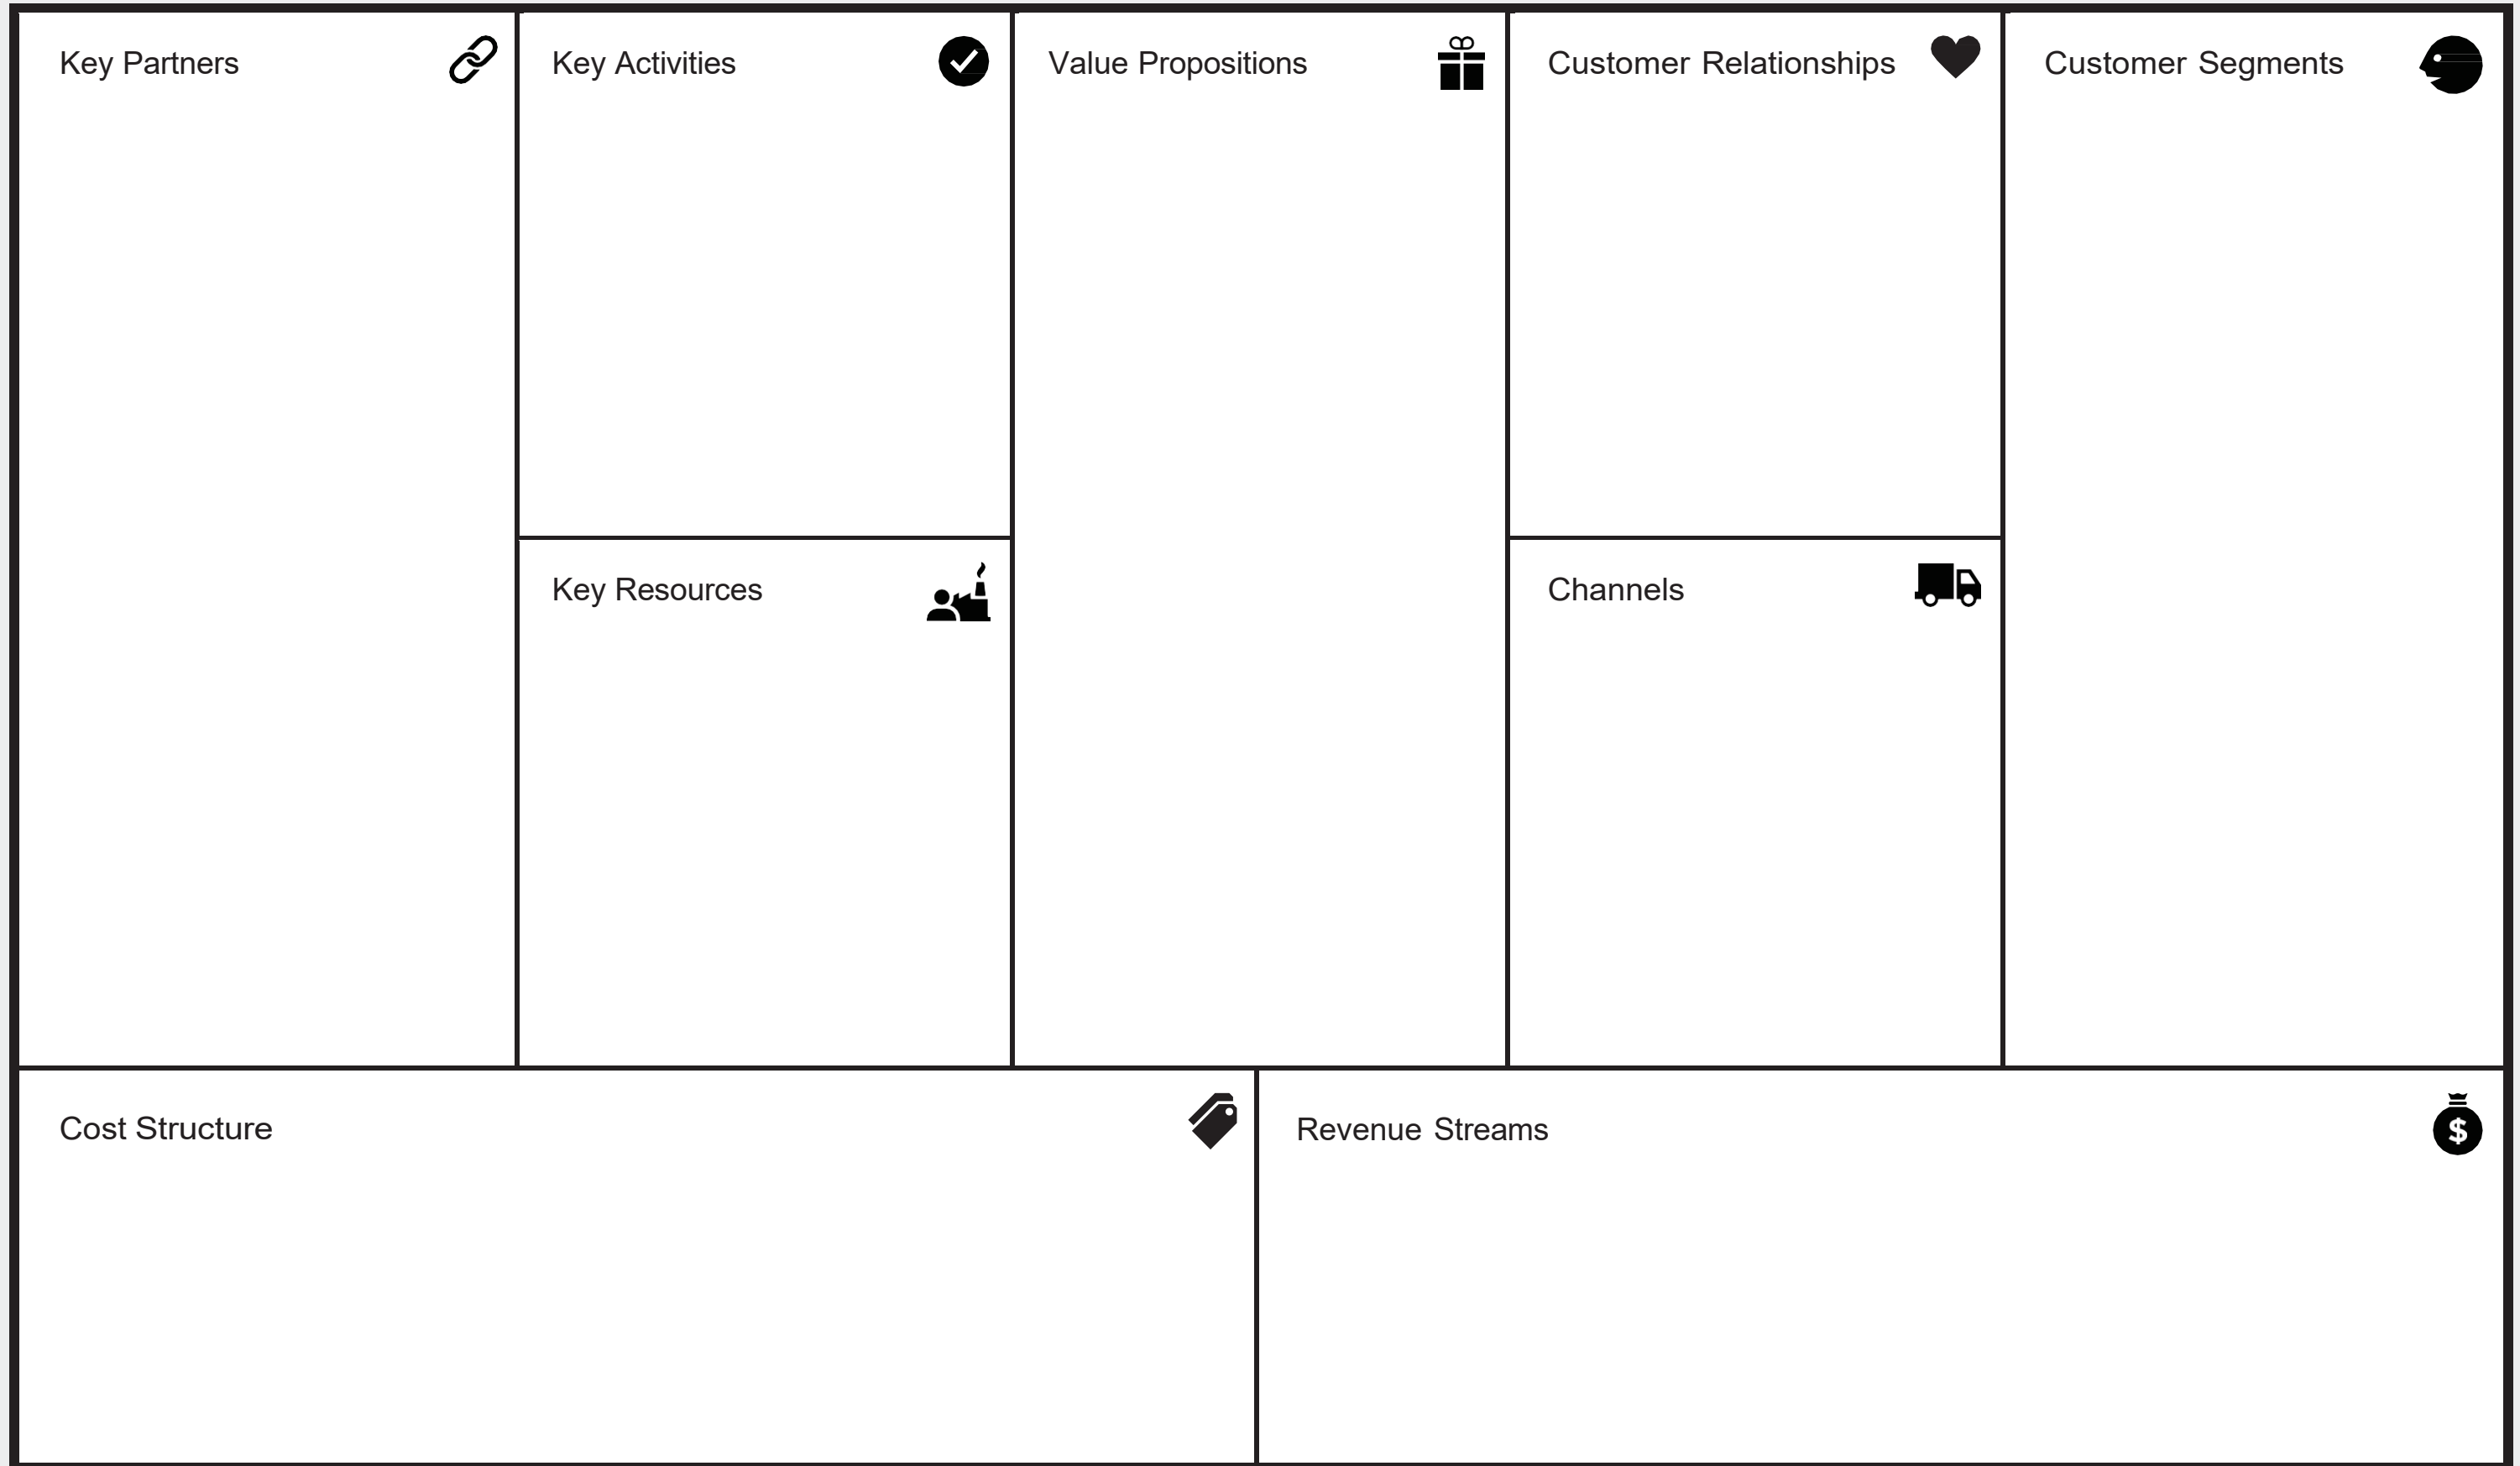 Key Partners
Key Activities
Value Propositions
Customer Relationships
Customer Segments
Key Resources
Channels
Cost Structure
Revenue Streams
$